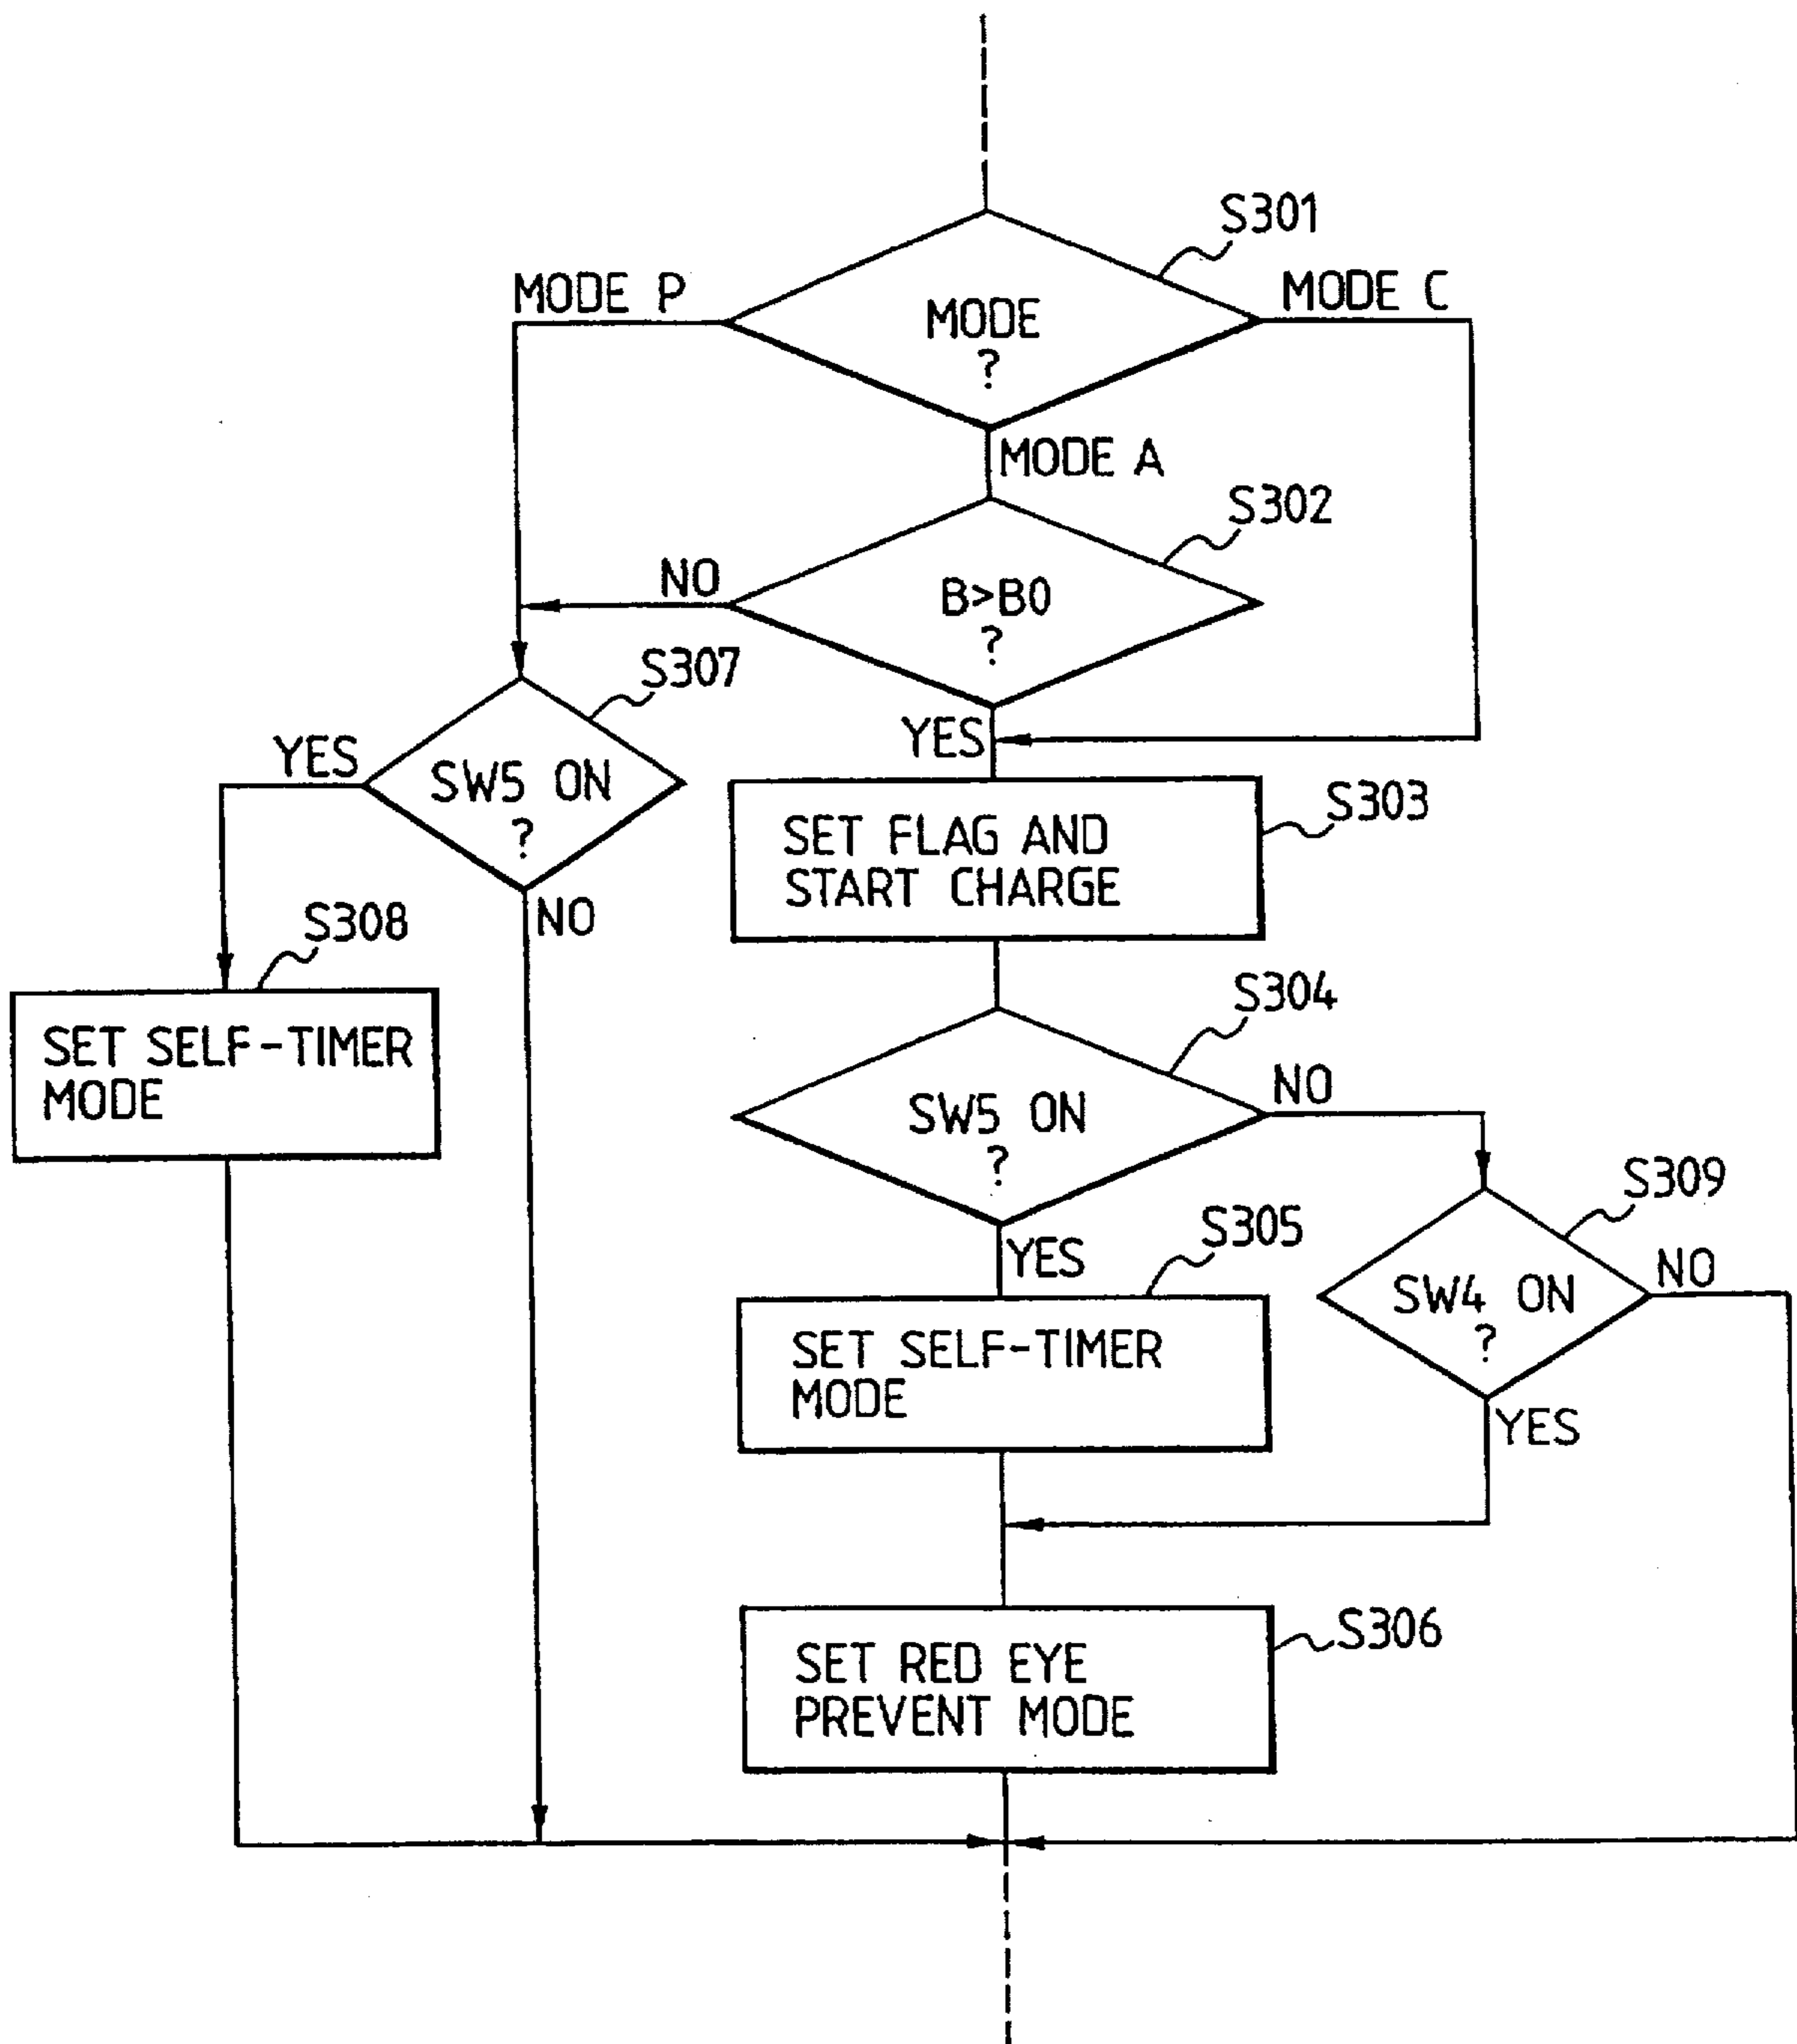 S301
MODE P
MODE C
MODE
?
MODE A
S302
NO
B>B0
?
S307
YES
YES
SW5 ON
?
S303
SET FLAG AND
START CHARGE
NO
S308
S304
SET SELF-TIMER
MODE
NO
SW5 ON
?
S309
S305
YES
NO
SW4 ON
?
SET SELF-TIMER
MODE
YES
S306
SET RED EYE
PREVENT MODE